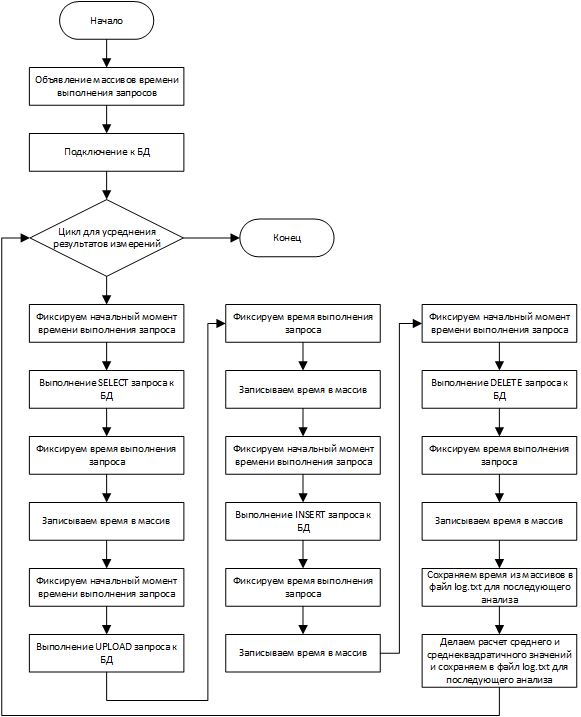 Начало
Объявление массивов времени
выполнения запросов
Подключение к БД
Цикл для усреднения
результатов измерений
Конец
Фиксируем начальный момент
времени выполнения запроса
Выполнение SELECT запроса к
БД
Фиксируем время выполнения
запроса
Записываем время в массив
Фиксируем начальный момент
времени выполнения запроса
Выполнение UPLOAD запроса к
БД
Фиксируем время выполнения
запроса
Записываем время в массив
Фиксируем начальный момент
времени выполнения запроса
Выполнение INSERT запроса к
БД
Фиксируем время выполнения
запроса
Записываем время в массив
Фиксируем начальный момент
времени выполнения запроса
Выполнение DELETE запроса к
БД
Фиксируем время выполнения
запроса
Записываем время в массив
Сохраняем время из массивов в
файл log.txt для последующего
анализа
Делаем расчет среднего и
среднеквадратичного значений
и сохраняем в файл log.txt для
последующего анализа